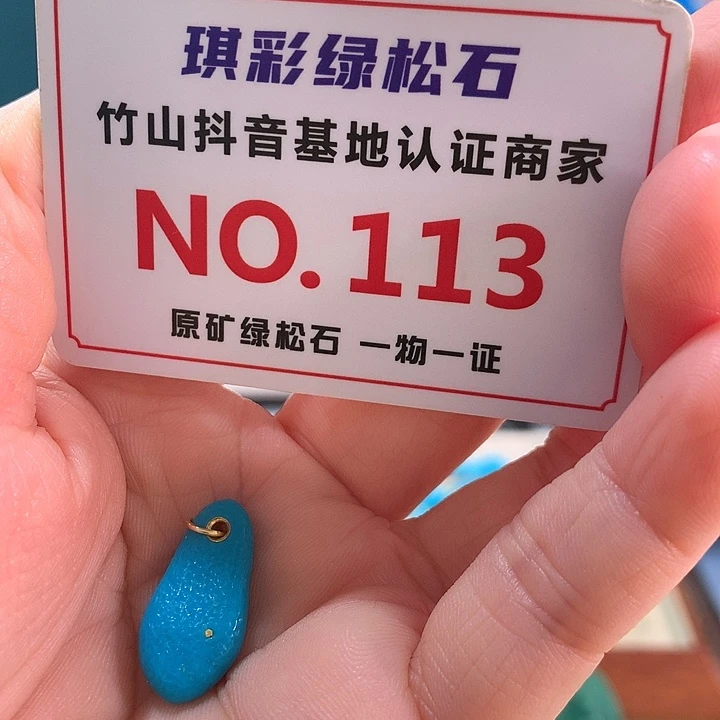 琪彩绿松石
竹山抖音基地认证商家
NO.113
原矿绿松石 一物一证